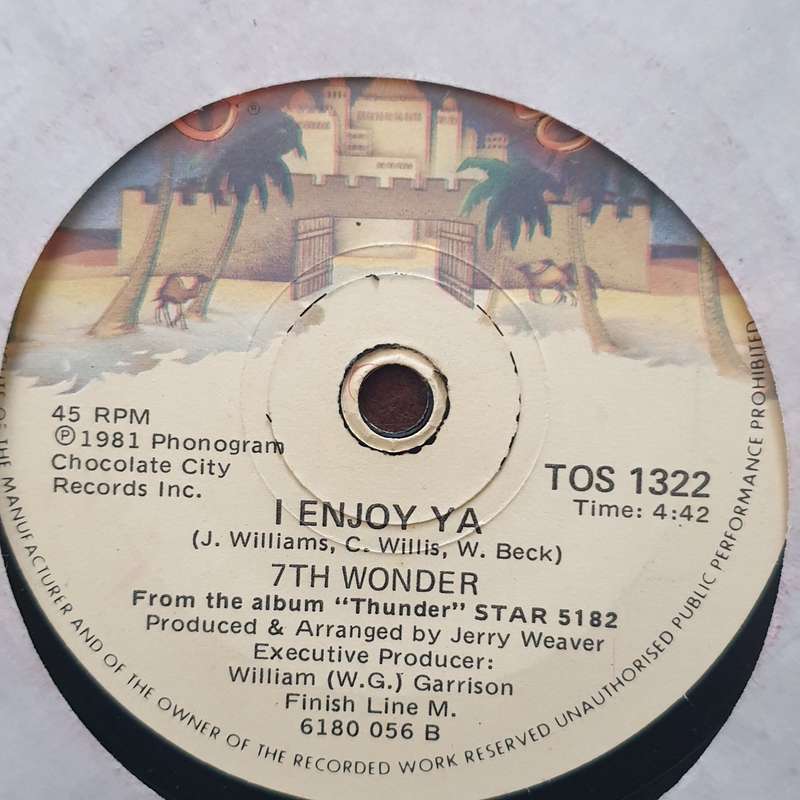 45 RPM
℗ 1981 Phonogram
Chocolate City
Records Inc.
TOS 1322
Time: 4:42
I ENJOY YA
(J. Williams, C. Willis, W. Beck)
7TH WONDER
From the album "Thunder" STAR 5182
Produced & Arranged by Jerry Weaver
Executive Producer:
William (W.G.) Garrison
Finish Line M.
6180 056 B
OF THE MANUFACTURER AND OF THE OWNER OF THE RECORDED WORK RESERVED UNAUTHORISED PUBLIC PERFORMANCE PROHIBITED
®